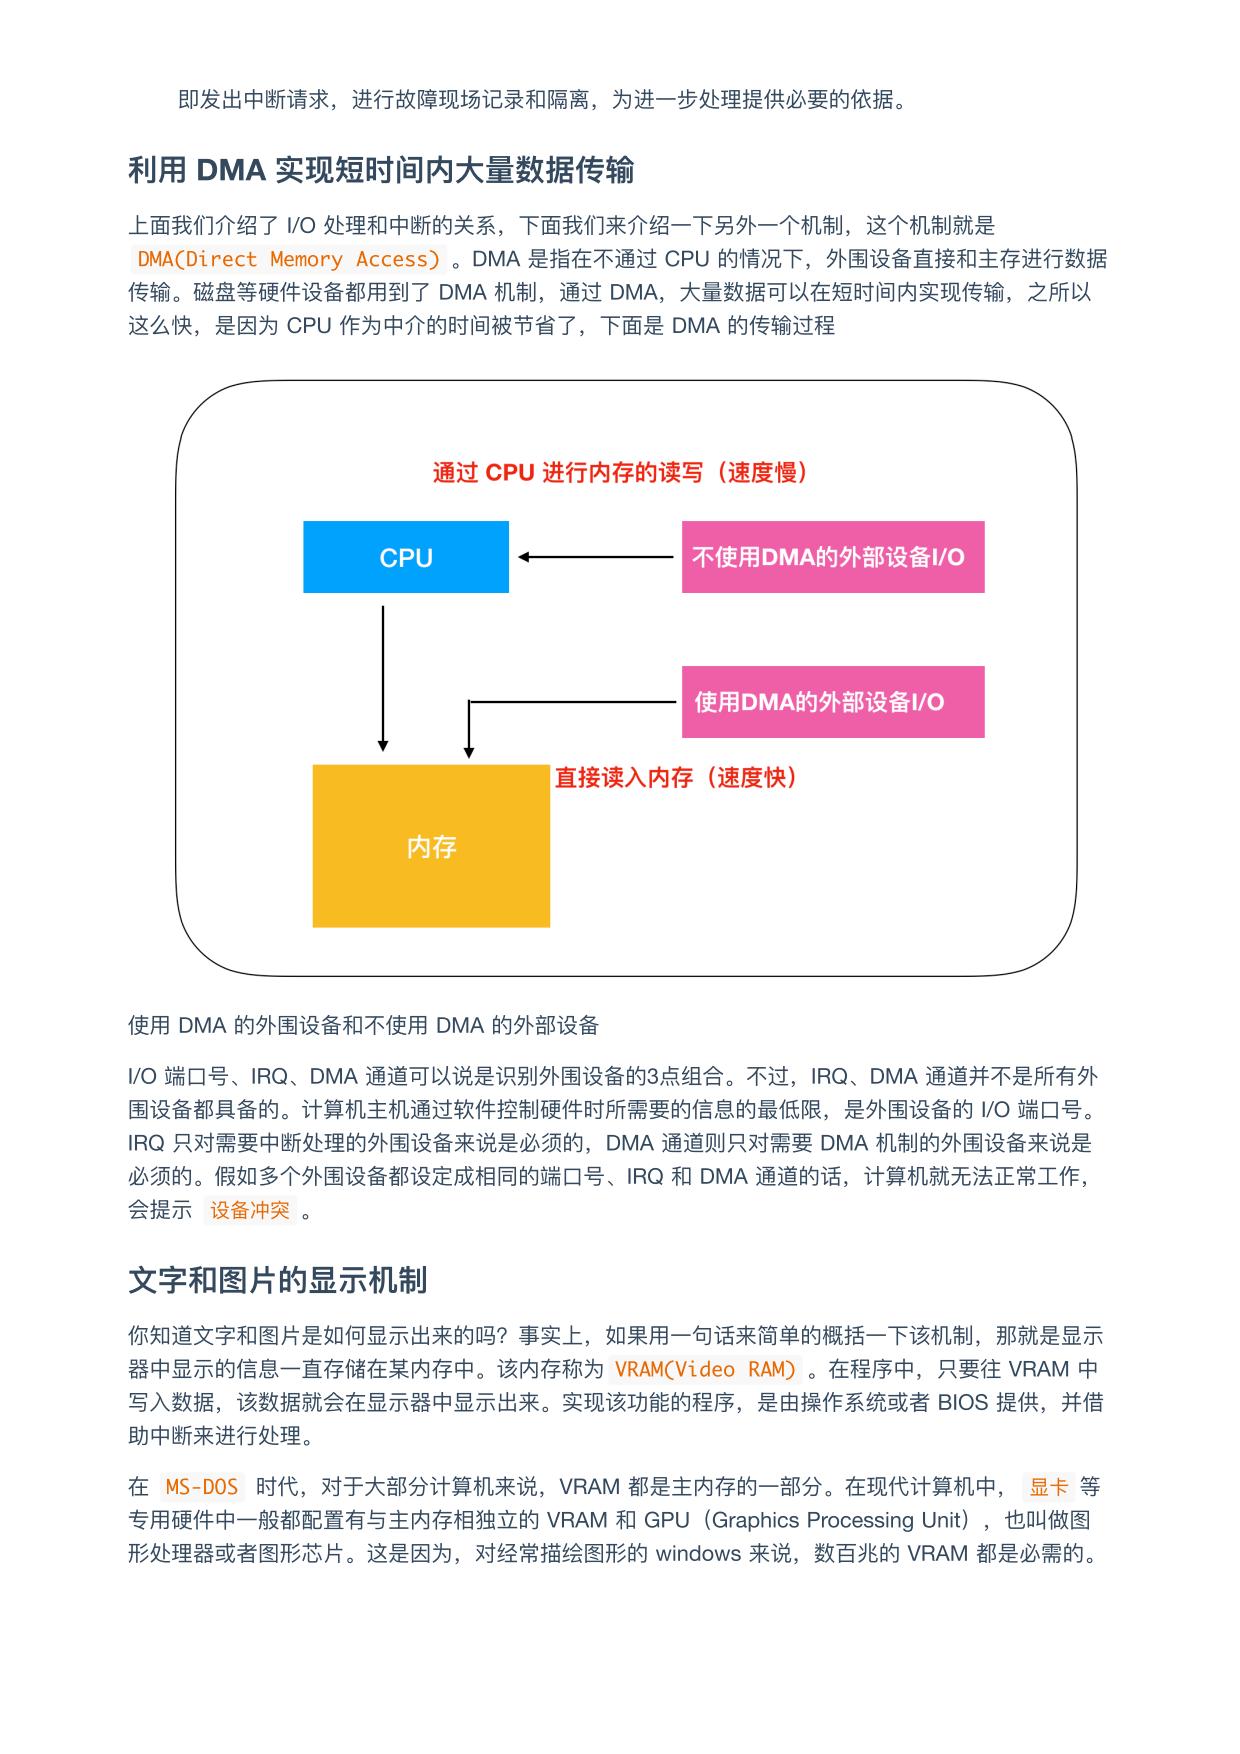 即发出中断请求，进行故障现场记录和隔离，为进一步处理提供必要的依据。
利用 DMA 实现短时间内大量数据传输
上面我们介绍了 I/O 处理和中断的关系，下面我们来介绍一下另外一个机制，这个机制就是
DMA(Direct Memory Access) 。DMA 是指在不通过 CPU 的情况下，外围设备直接和主存进行数据
传输。磁盘等硬件设备都用到了 DMA 机制，通过 DMA，大量数据可以在短时间内实现传输，之所以
这么快，是因为 CPU 作为中介的时间被节省了，下面是 DMA 的传输过程
通过 CPU 进行内存的读写（速度慢）
CPU
不使用DMA的外部设备I/O
使用DMA的外部设备I/O
直接读入内存（速度快）
内存
使用 DMA 的外围设备和不使用 DMA 的外部设备
I/O 端口号、IRQ、DMA 通道可以说是识别外围设备的3点组合。不过，IRQ、DMA 通道并不是所有外
围设备都具备的。计算机主机通过软件控制硬件时所需要的信息的最低限，是外围设备的 I/O 端口号。
IRQ 只对需要中断处理的外围设备来说是必须的，DMA 通道则只对需要 DMA 机制的外围设备来说是
必须的。假如多个外围设备都设定成相同的端口号、IRQ 和 DMA 通道的话，计算机就无法正常工作，
会提示 设备冲突 。
文字和图片的显示机制
你知道文字和图片是如何显示出来的吗？事实上，如果用一句话来简单的概括一下该机制，那就是显示
器中显示的信息一直存储在某内存中。该内存称为 VRAM(Video RAM) 。在程序中，只要往 VRAM 中
写入数据，该数据就会在显示器中显示出来。实现该功能的程序，是由操作系统或者 BIOS 提供，并借
助中断来进行处理。
在 MS-DOS 时代，对于大部分计算机来说，VRAM 都是主内存的一部分。在现代计算机中， 显卡 等
专用硬件中一般都配置有与主内存相独立的 VRAM 和 GPU（Graphics Processing Unit），也叫做图
形处理器或者图形芯片。这是因为，对经常描绘图形的 windows 来说，数百兆的 VRAM 都是必需的。